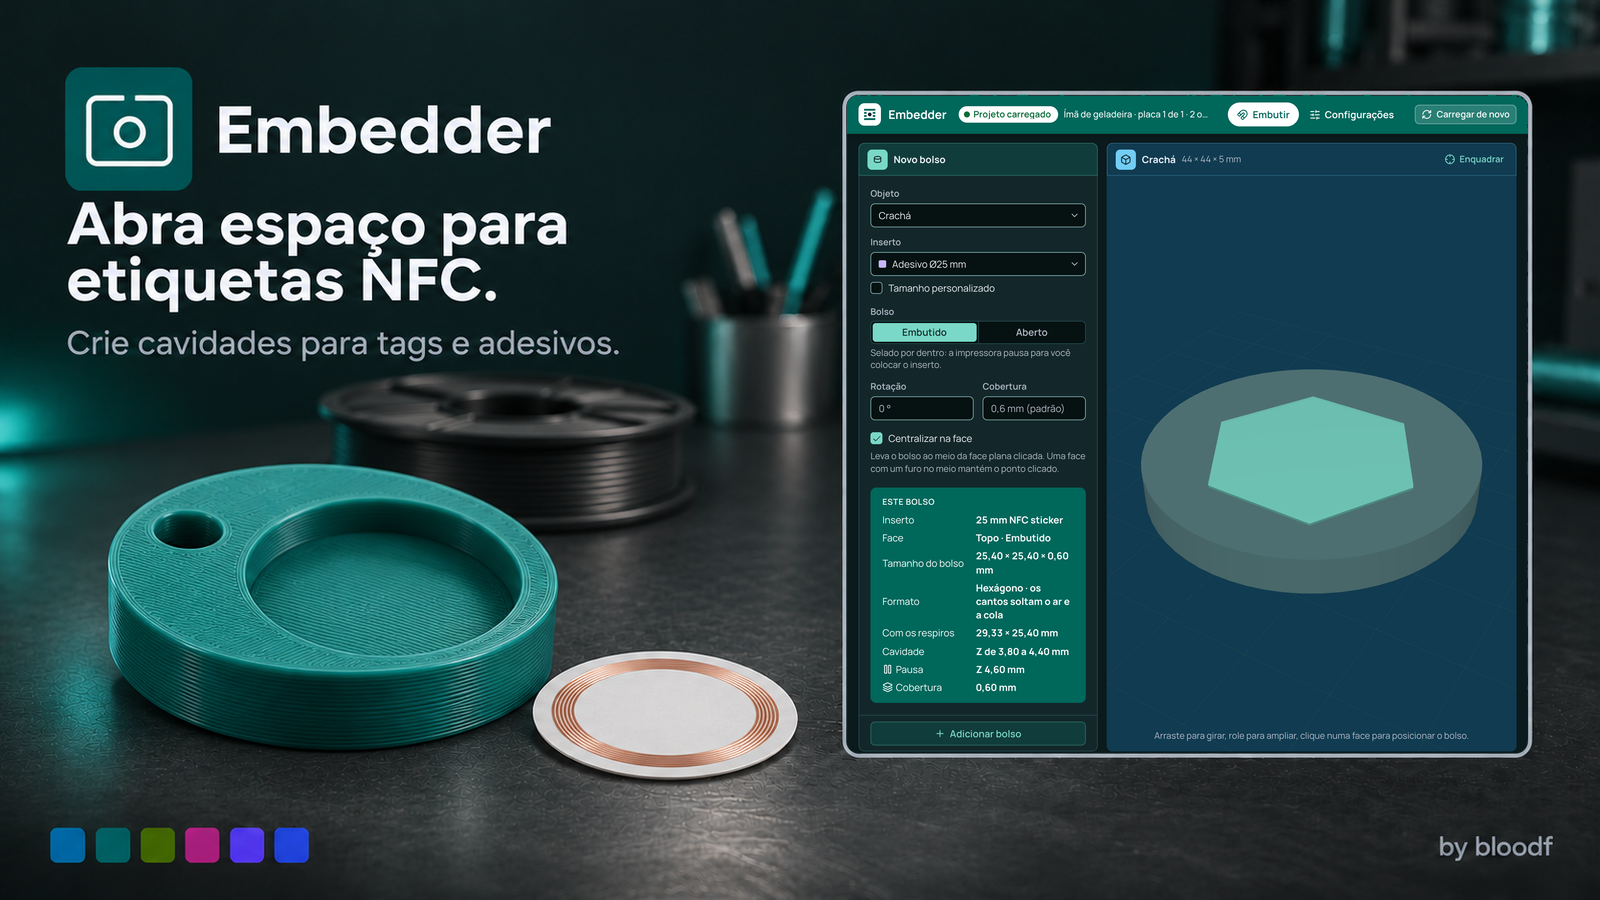 Embedder
Abra espaço para
etiquetas NFC.
Crie cavidades para tags e adesivos.
Embedder
Projeto carregado
Ímã de geladeira · placa 1 de 1 · 2 o...
Embutir
Configurações
Carregar de novo
Novo bolso
Objeto
Crachá
Inserto
Adesivo Ø25 mm
Tamanho personalizado
Bolso
Embutido
Aberto
Selado por dentro: a impressora pausa para você
colocar o inserto.
Rotação
Cobertura
0 °
0,6 mm (padrão)
Centralizar na face
Leva o bolso ao meio da face plana clicada. Uma face
com um furo no meio mantém o ponto clicado.
ESTE BOLSO
Inserto 25 mm NFC sticker
Face Topo · Embutido
Tamanho do bolso 25,40 × 25,40 × 0,60
mm
Formato Hexágono · os
cantos soltam o ar e
a cola
Com os respiros 29,33 × 25,40 mm
Cavidade Z de 3,80 a 4,40 mm
Pausa Z 4,60 mm
Cobertura 0,60 mm
+ Adicionar bolso
Crachá 44 × 44 × 5 mm
Enquadrar
Arraste para girar, role para ampliar, clique numa face para posicionar o bolso.
by bloodf